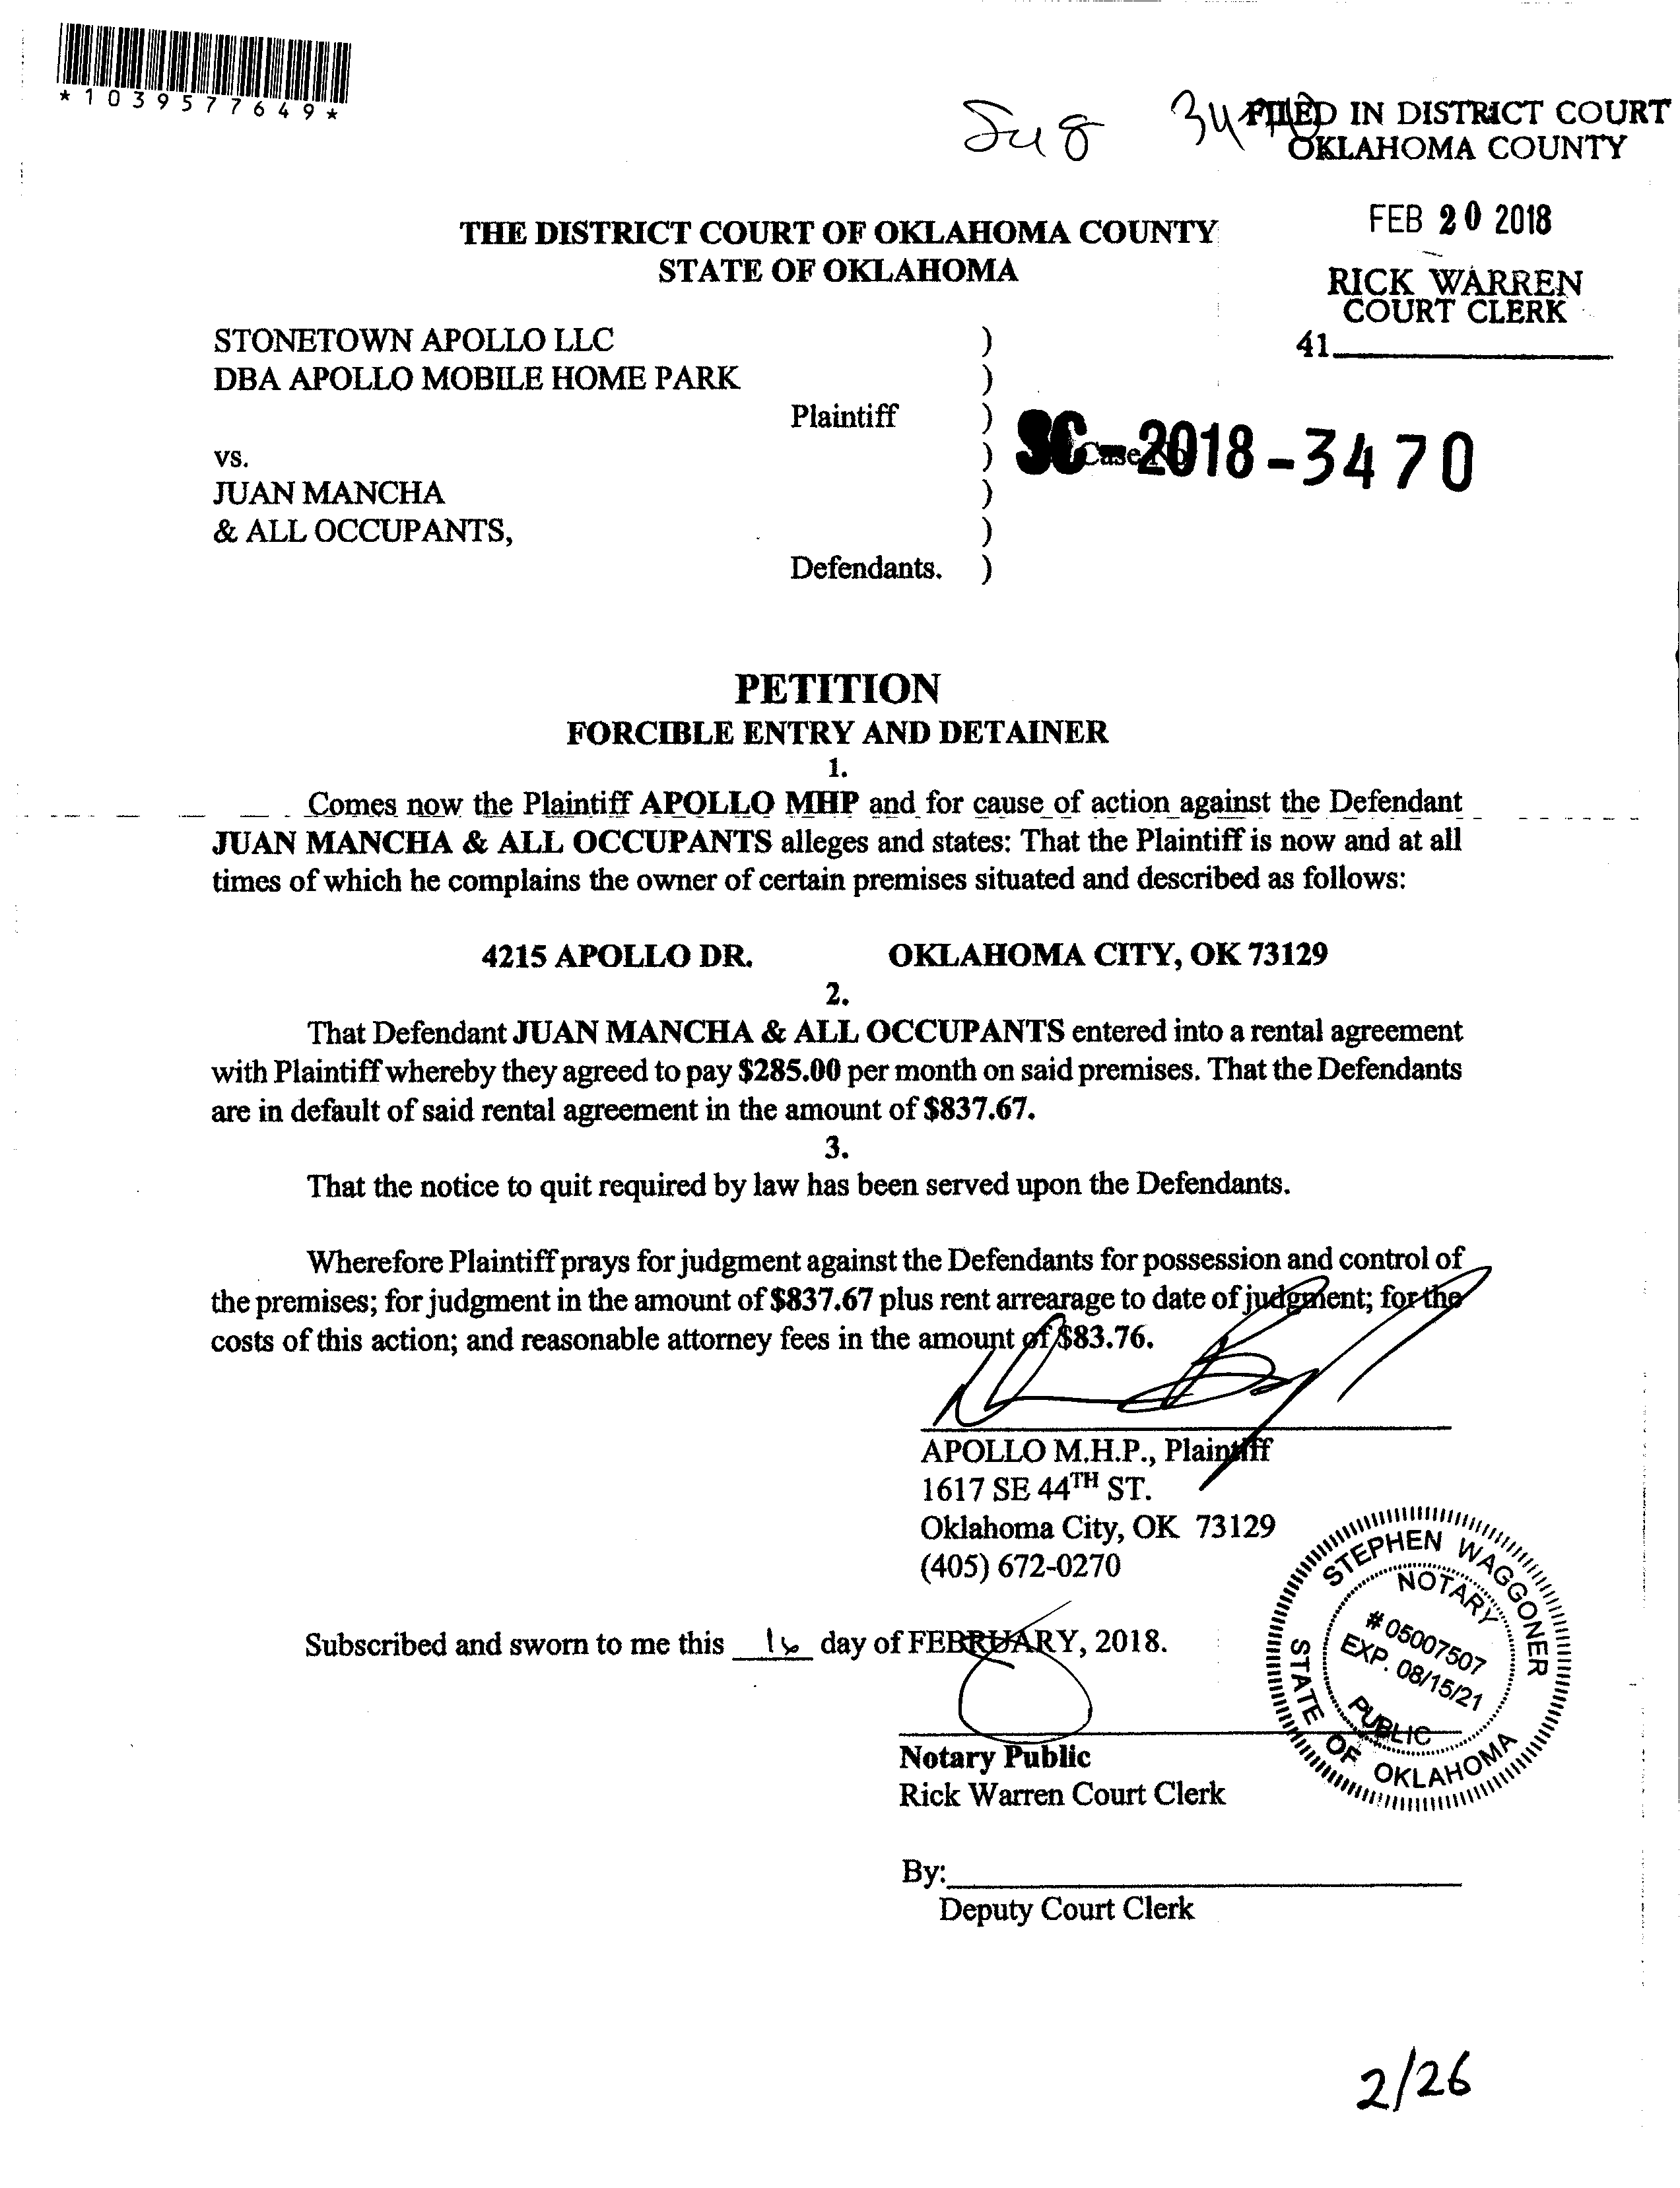 *1039577649*
FILED IN DISTRICT COURT
OKLAHOMA COUNTY
FEB 20 2018
RICK WARREN
COURT CLERK
41
THE DISTRICT COURT OF OKLAHOMA COUNTY
STATE OF OKLAHOMA
STONETOWN APOLLO LLC )
DBA APOLLO MOBILE HOME PARK )
Plaintiff )
vs. ) Case No
SC-2018-3470
JUAN MANCHA )
& ALL OCCUPANTS, )
Defendants. )
PETITION
FORCIBLE ENTRY AND DETAINER
1.
Comes now the Plaintiff APOLLO MHP and for cause of action against the Defendant
JUAN MANCHA & ALL OCCUPANTS alleges and states: That the Plaintiff is now and at all
times of which he complains the owner of certain premises situated and described as follows:
4215 APOLLO DR. OKLAHOMA CITY, OK 73129
2.
That Defendant JUAN MANCHA & ALL OCCUPANTS entered into a rental agreement
with Plaintiff whereby they agreed to pay $285.00 per month on said premises. That the Defendants
are in default of said rental agreement in the amount of $837.67.
3.
That the notice to quit required by law has been served upon the Defendants.
Wherefore Plaintiff prays for judgment against the Defendants for possession and control of
the premises; for judgment in the amount of $837.67 plus rent arrearage to date of judgment; for the
costs of this action; and reasonable attorney fees in the amount of $83.76.
APOLLO M.H.P., Plaintiff
1617 SE 44TH ST.
Oklahoma City, OK 73129
(405) 672-0270
Subscribed and sworn to me this 16 day of FEBRUARY, 2018.
STEPHEN WAGGONER
NOTARY
# 05007507
EXP. 08/15/21
PUBLIC
STATE OF OKLAHOMA
Notary Public
Rick Warren Court Clerk
By:
Deputy Court Clerk
2/26